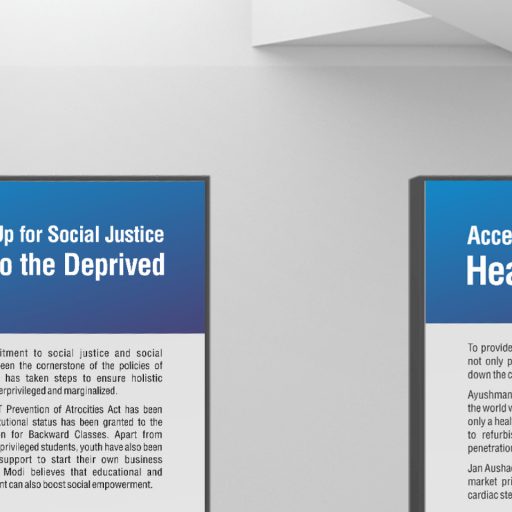 Up for Social Justice
o the Deprived
itment to social justice and social
een the cornerstone of the policies of
has taken steps to ensure holistic
erprivileged and marginalized.
T Prevention of Atrocities Act has been
tutional status has been granted to the
n for Backward Classes. Apart from
privileged students, youth have also been
support to start their own business
Modi believes that educational and
nt can also boost social empowerment.
Acce
Hea
To provide
not only p
down the c
Ayushman
the world w
only a heal
to refurbis
penetration
Jan Aushad
market pri
cardiac ste